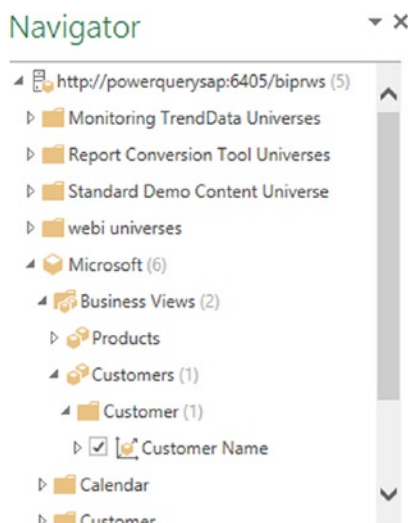 Navigator
http://powerquerysap:6405/biprws (5)
Monitoring TrendData Universes
Report Conversion Tool Universes
Standard Demo Content Universe
webi universes
Microsoft (6)
Business Views (2)
Products
Customers (1)
Customer (1)
Customer Name
Calendar
Customer